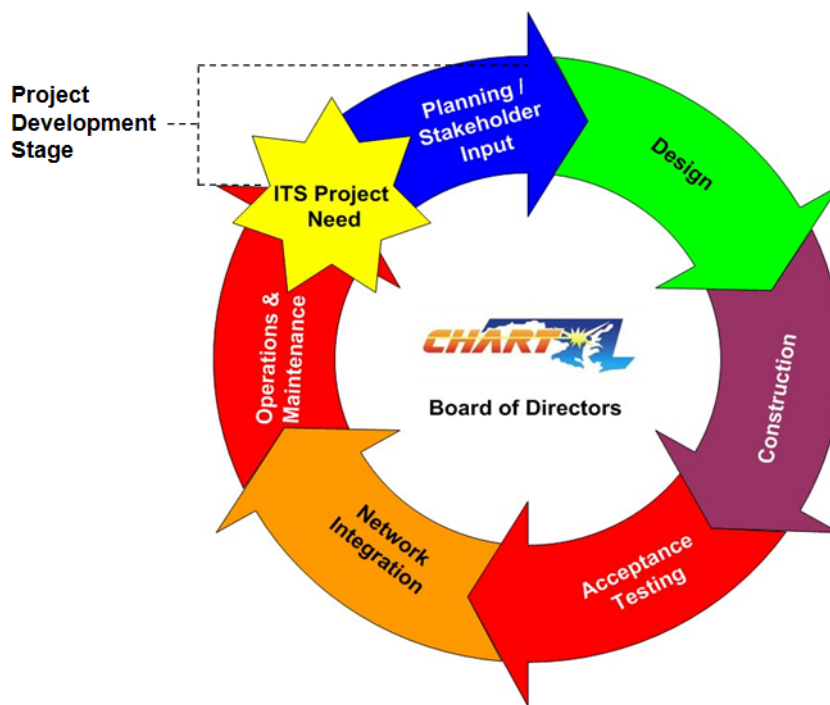 Project
Development
Stage
ITS Project
Need
Planning /
Stakeholder
Input
Design
Construction
Acceptance
Testing
Network
Integration
Operations &
Maintenance
CHART
Board of Directors